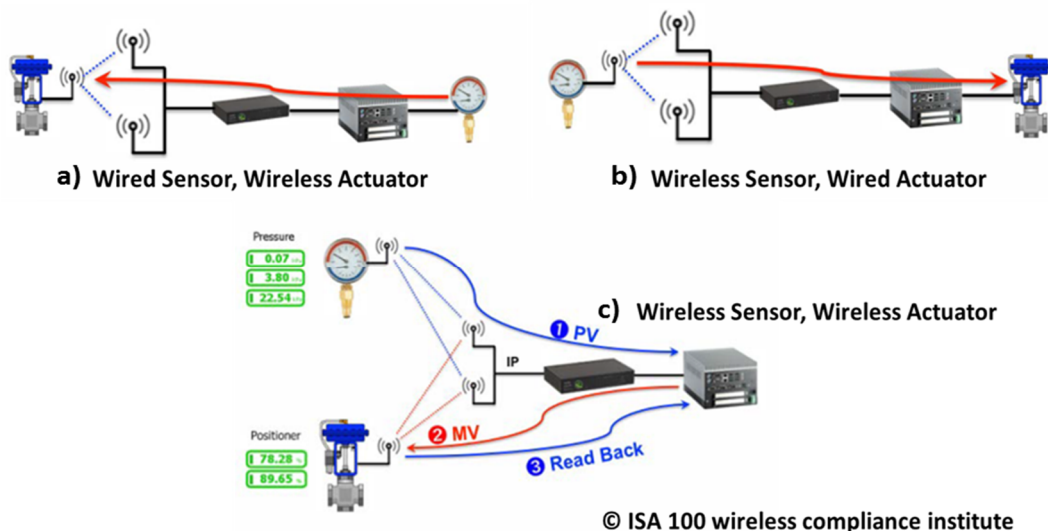 a) Wired Sensor, Wireless Actuator
b) Wireless Sensor, Wired Actuator
Pressure
0.07
3.80
22.54
c) Wireless Sensor, Wireless Actuator
1 PV
IP
2 MV
3 Read Back
Positioner
78.28 %
89.65 %
© ISA 100 wireless compliance institute